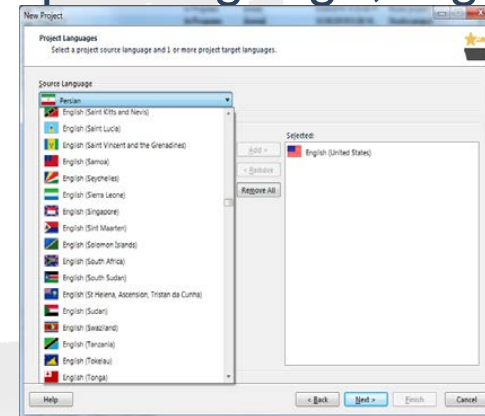 New Project
Project Languages
Select a project source language and 1 or more project target languages.
Source Language
Persian
English (Saint Kitts and Nevis)
English (Saint Lucia)
English (Saint Vincent and the Grenadines)
English (Samoa)
English (Seychelles)
English (Sierra Leone)
English (Singapore)
English (Sint Maarten)
English (Solomon Islands)
English (South Africa)
English (South Sudan)
English (St Helena, Ascension, Tristan da Cunha)
English (Sudan)
English (Swaziland)
English (Tanzania)
English (Tokelau)
English (Tonga)
Add >
< Remove
Remove All
Selected:
English (United States)
Help
< Back
Next >
Finish
Cancel